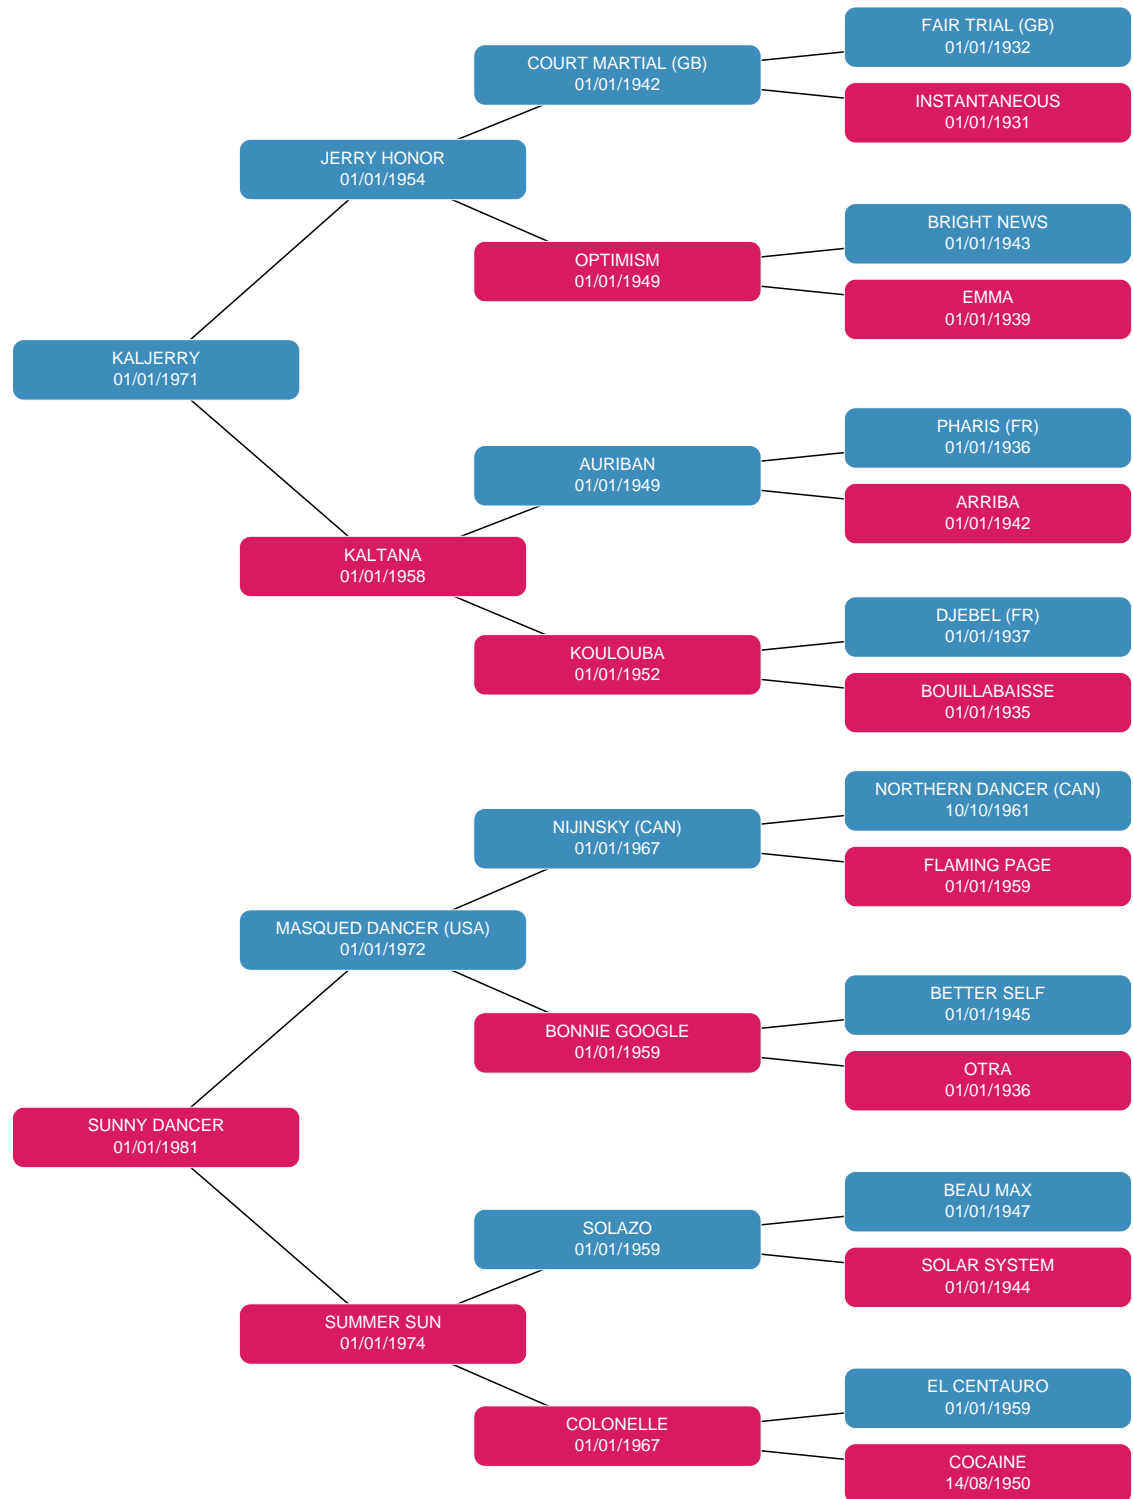 FAIR TRIAL (GB)
01/01/1932
COURT MARTIAL (GB)
01/01/1942
INSTANTANEOUS
01/01/1931
JERRY HONOR
01/01/1954
BRIGHT NEWS
01/01/1943
OPTIMISM
01/01/1949
EMMA
01/01/1939
KALJERRY
01/01/1971
PHARIS (FR)
01/01/1936
AURIBAN
01/01/1949
ARRIBA
01/01/1942
KALTANA
01/01/1958
DJEBEL (FR)
01/01/1937
KOULOUBA
01/01/1952
BOUILLABAISSE
01/01/1935
NORTHERN DANCER (CAN)
10/10/1961
NIJINSKY (CAN)
01/01/1967
FLAMING PAGE
01/01/1959
MASQUED DANCER (USA)
01/01/1972
BETTER SELF
01/01/1945
BONNIE GOOGLE
01/01/1959
OTRA
01/01/1936
SUNNY DANCER
01/01/1981
BEAU MAX
01/01/1947
SOLAZO
01/01/1959
SOLAR SYSTEM
01/01/1944
SUMMER SUN
01/01/1974
EL CENTAURO
01/01/1959
COLONELLE
01/01/1967
COCAINE
14/08/1950